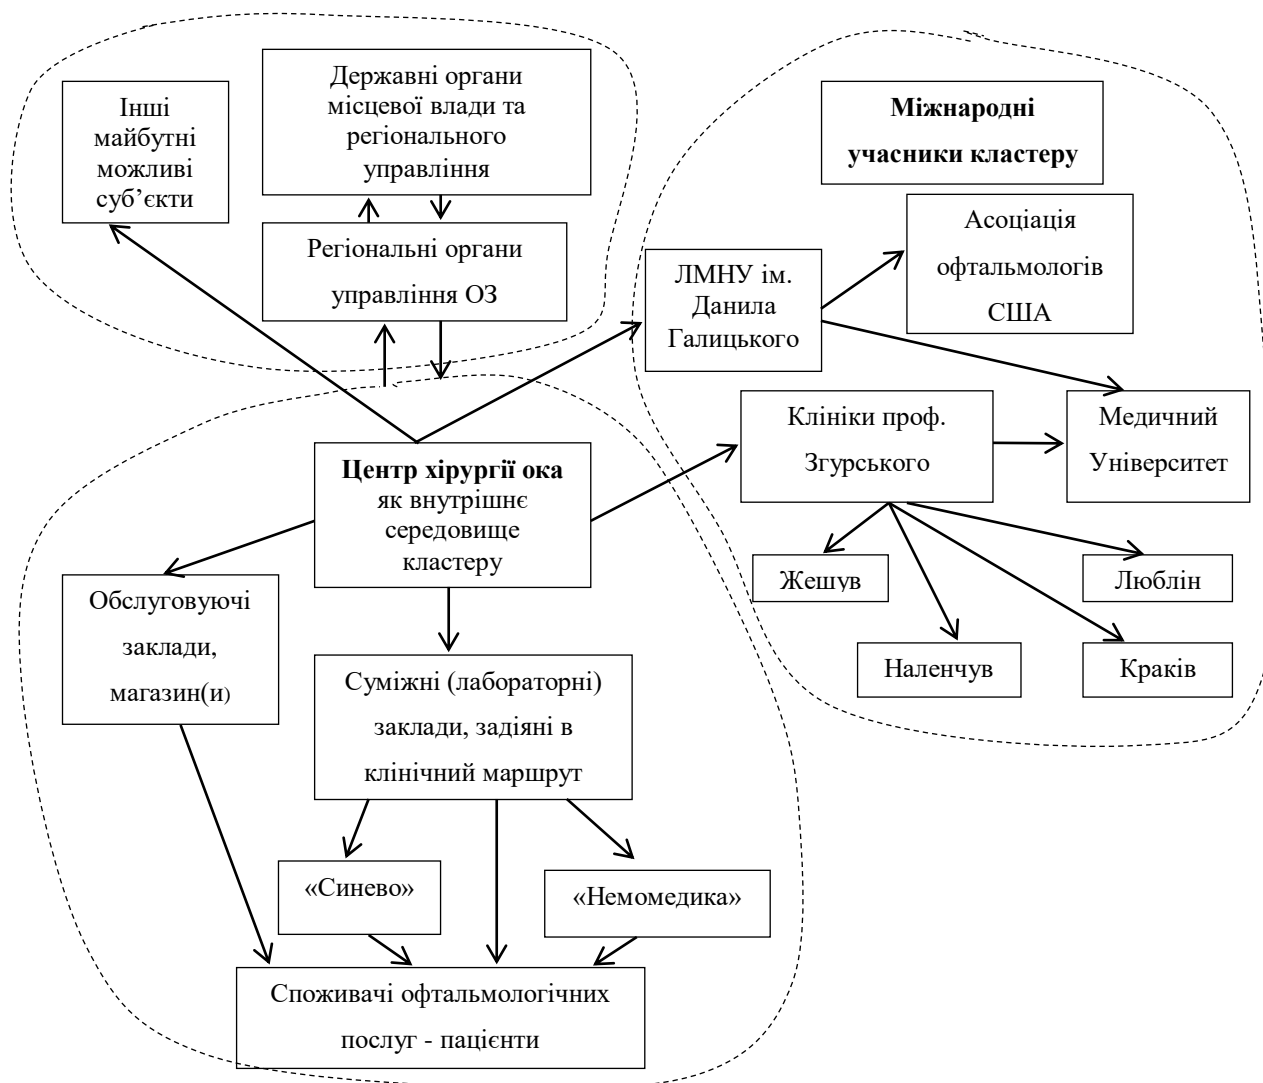 Державні органи
місцевої влади та
регіонального
управління
Інші
майбутні
можливі
суб’єкти
Міжнародні
учасники кластеру
Регіональні органи
управління ОЗ
ЛМНУ ім.
Данила
Галицького
Асоціація
офтальмологів
США
Клініки проф.
Згурського
Медичний
Університет
Центр хірургії ока
як внутрішнє
середовище
кластеру
Жешув
Люблін
Наленчув
Краків
Обслуговуючі
заклади,
магазин(и)
Суміжні (лабораторні)
заклади, задіяні в
клінічний маршрут
«Синево»
«Немомедика»
Споживачі офтальмологічних
послуг - пацієнти